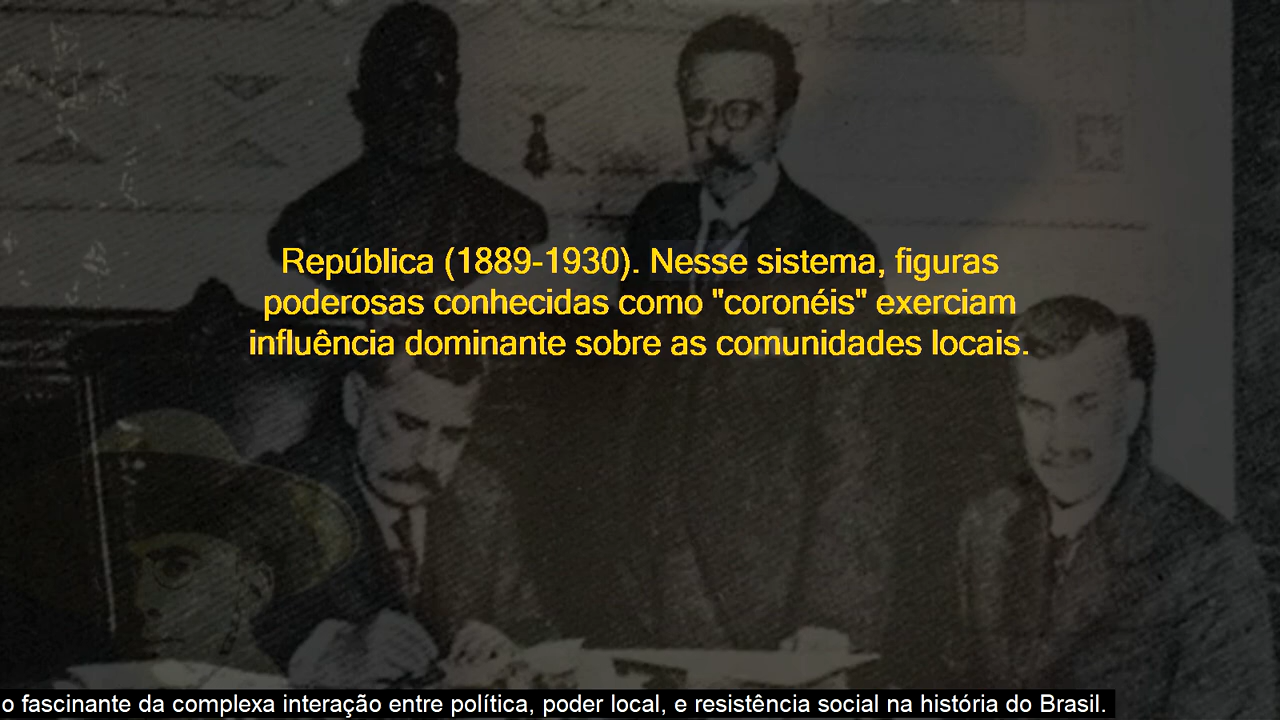 República (1889-1930). Nesse sistema, figuras
poderosas conhecidas como "coronéis" exerciam
influência dominante sobre as comunidades locais.
o fascinante da complexa interação entre política, poder local, e resistência social na história do Brasil.